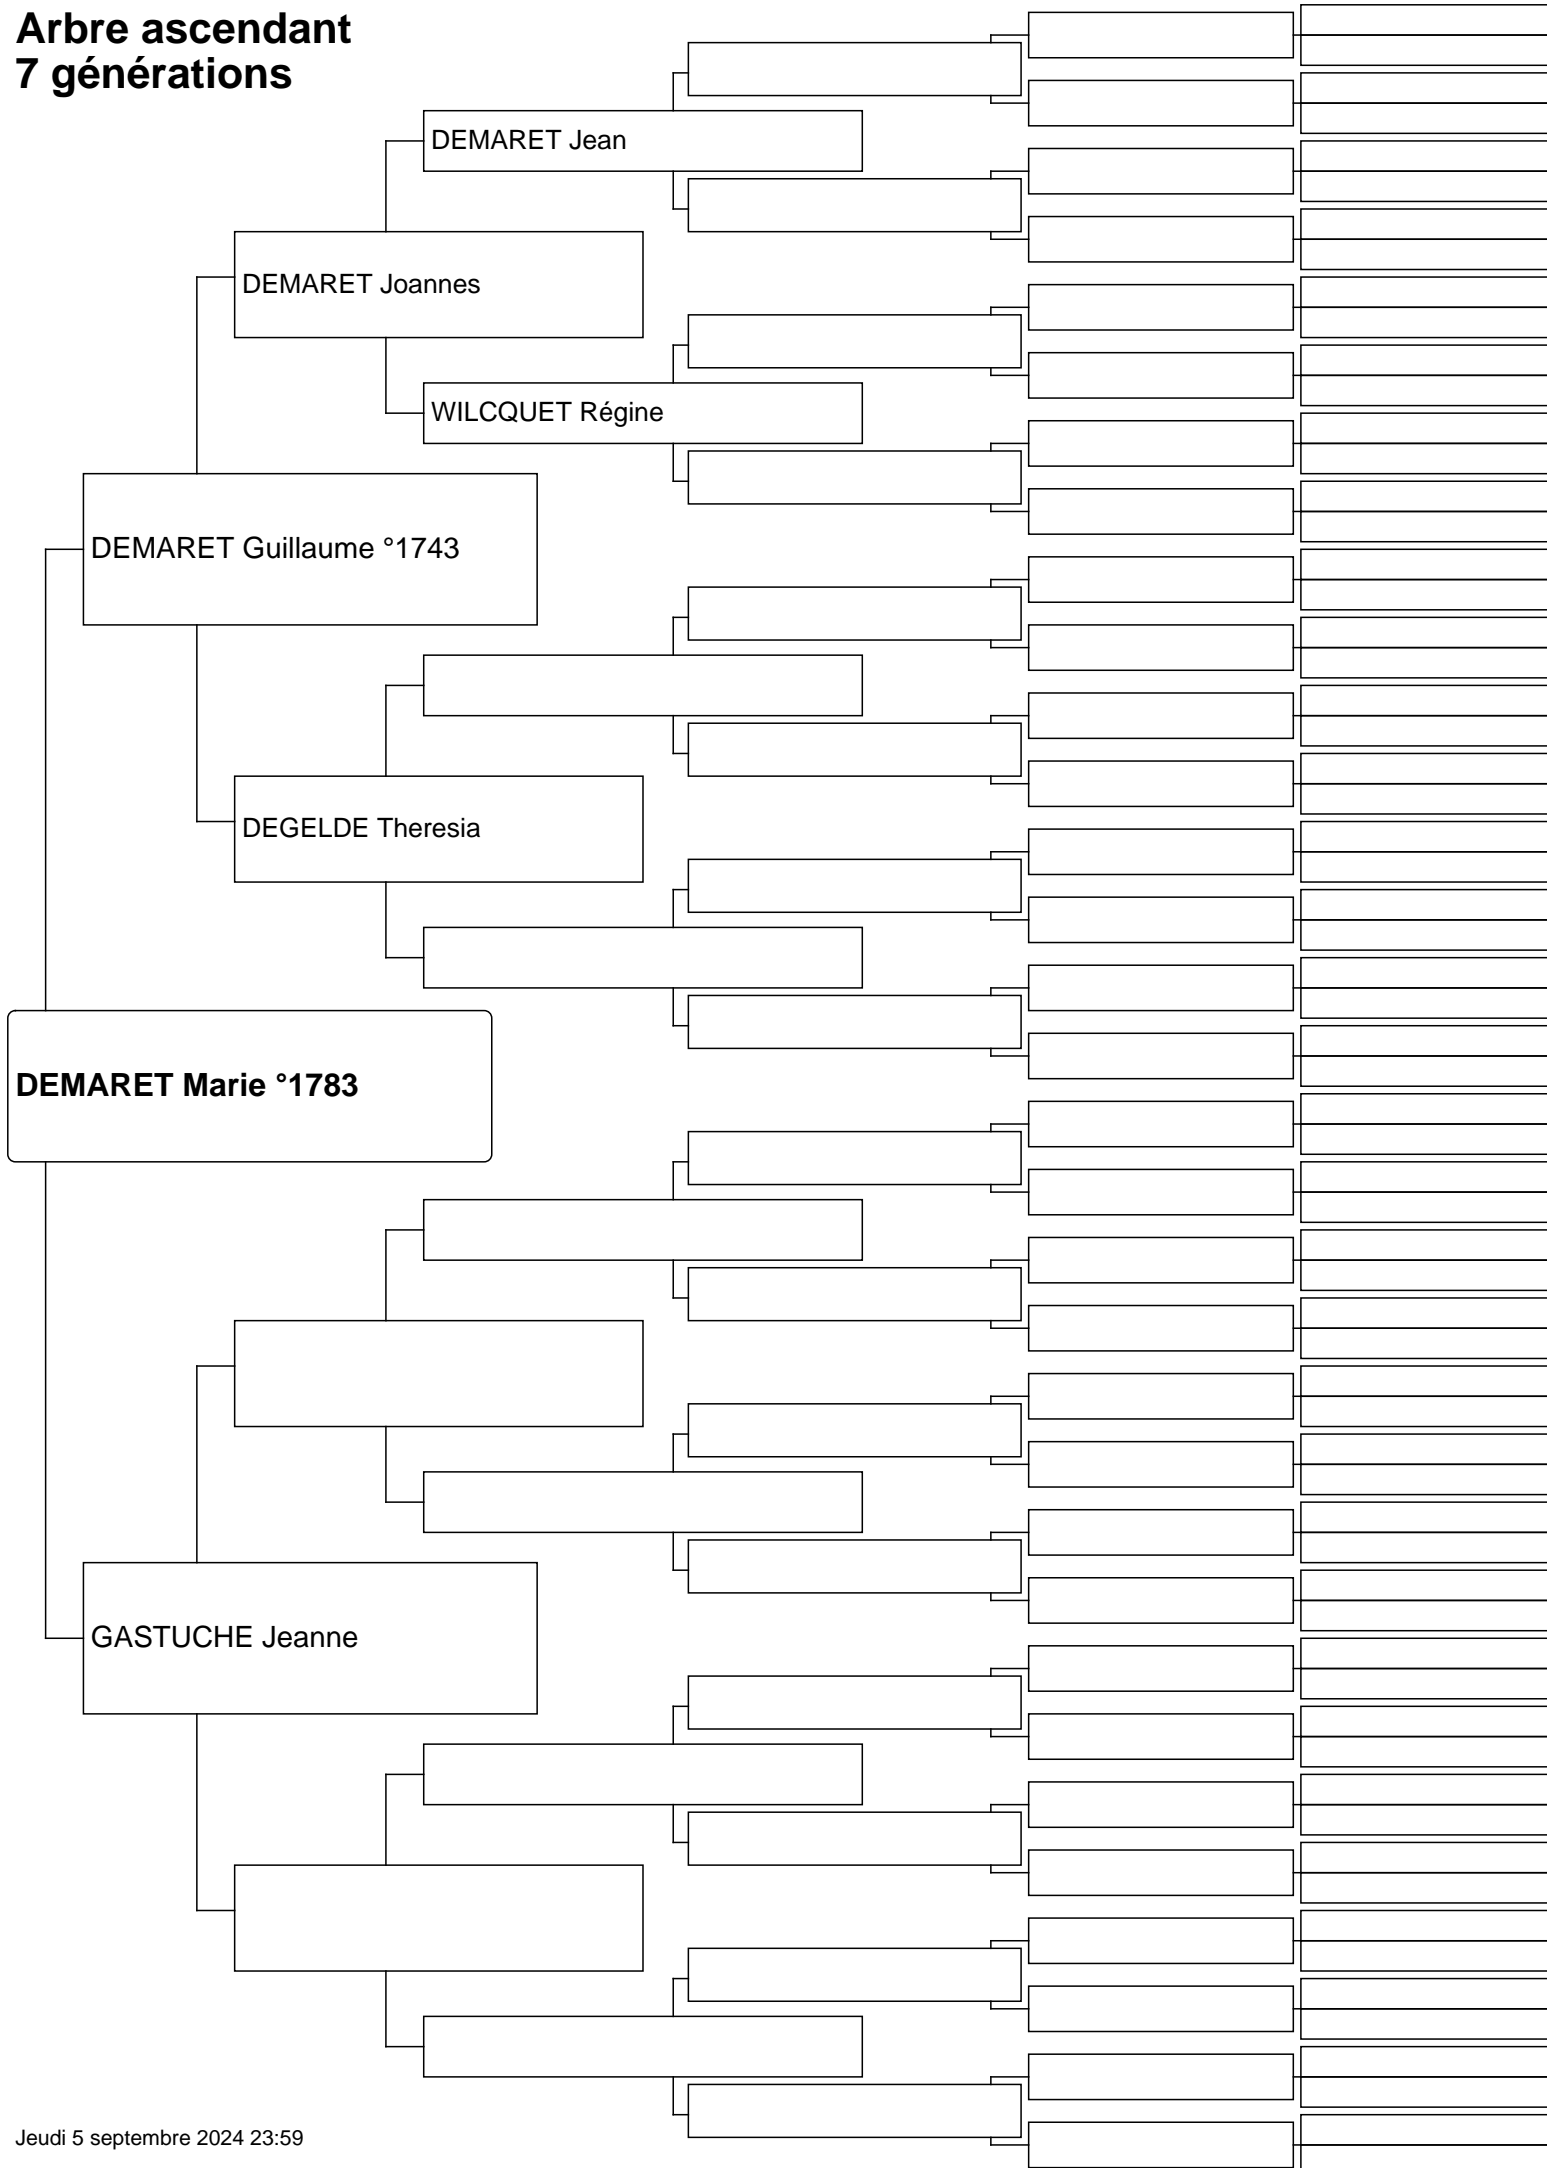 Arbre ascendant
7 générations
DEMARET Jean
DEMARET Joannes
WILCQUET Régine
DEMARET Guillaume °1743
DEGELDE Theresia
DEMARET Marie °1783
GASTUCHE Jeanne
Jeudi 5 septembre 2024 23:59